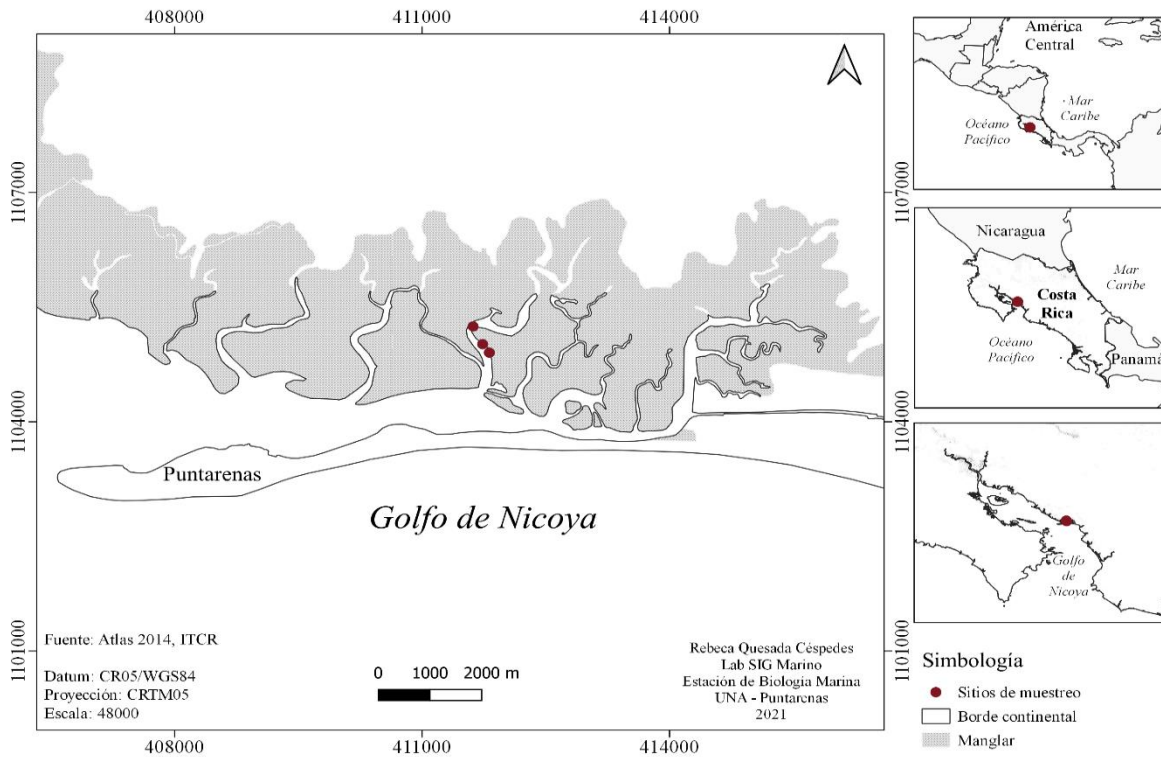 408000
411000
414000
1107000
1104000
1101000
1107000
1104000
1101000
Puntarenas
Golfo de Nicoya
Fuente: Atlas 2014, ITCR
Datum: CR05/WGS84
Proyección: CRTM05
Escala: 48000
0 1000 2000 m
Rebeca Quesada Céspedes
Lab SIG Marino
Estación de Biología Marina
UNA - Puntarenas
2021
408000
411000
414000
América
Central
Mar
Caribe
Océano
Pacífico
Nicaragua
Mar
Caribe
Costa
Rica
Océano
Pacífico
Panamá
Golfo
de
Nicoya
Simbología
Sitios de muestreo
Borde continental
Manglar